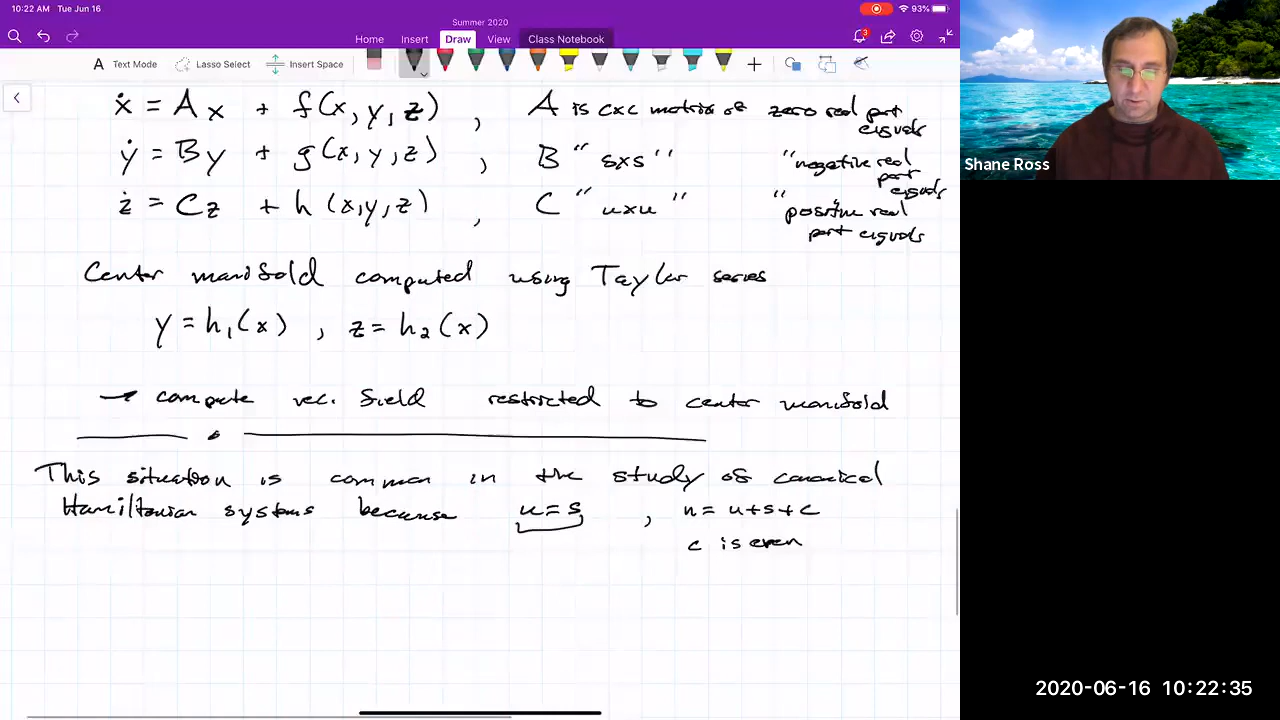 10:22 AM Tue Jun 16
93%
Summer 2020
Home Insert Draw View Class Notebook
3
Text Mode Lasso Select Insert Space
ẋ = Ax + f(x, y, z) , A is cxc matrix of zero real part eigvals
ẏ = By + g(x, y, z) , B " sxs " " negative real part eigvals
ż = Cz + h (x,y,z) , C " uxu " " positive real part eigvals
Shane Ross
Center manifold computed using Taylor series
y = h₁(x) , z = h₂(x)
→ compute vec. field restricted to center manifold
This situation is common in the study of canonical
Hamiltonian systems because u = s , n = u+s+c
c is even
2020-06-16 10:22:35